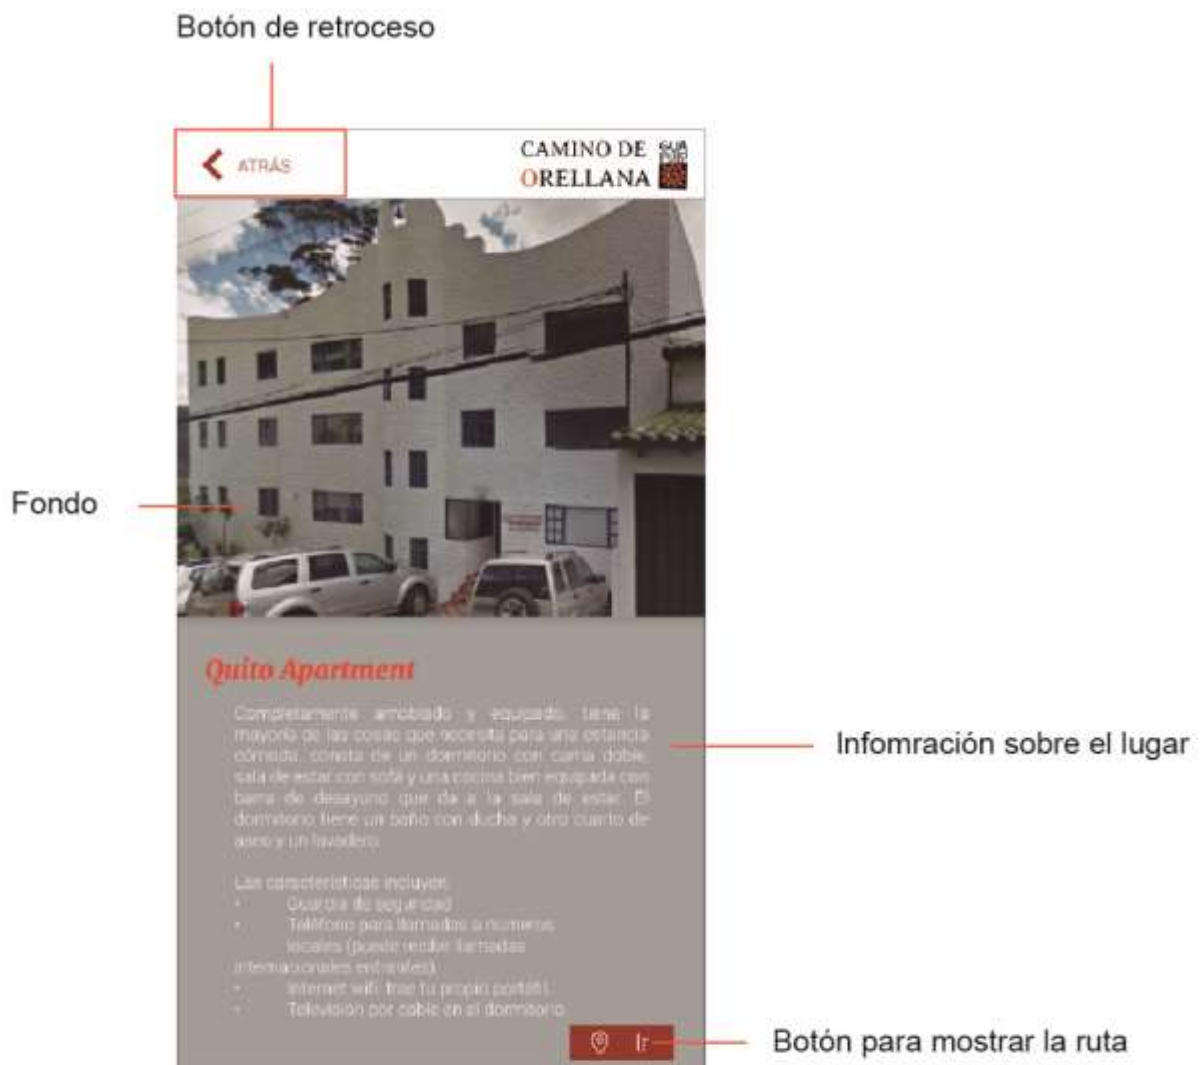 Botón de retroceso
ATRÁS
CAMINO DE
ORELLANA
GUA
PUL
Fondo
Quito Apartment
Completamente amoblado y equipado, tiene la
mayoría de las cosas que necesita para una estancia
cómoda, consta de un dormitorio con cama doble,
sala de estar con sofá y una cocina bien equipada con
barra de desayuno que da a la sala de estar. El
dormitorio tiene un baño con ducha y otro cuarto de
aseo y un lavadero.
Infomración sobre el lugar
Las características incluyen:
• Guardia de seguridad
• Teléfono para llamadas a números
locales (puede recibir llamadas
internacionales entrantes).
• Internet wifi: trae tu propio portátil.
• Televisión por cable en el dormitorio
Ir
Botón para mostrar la ruta